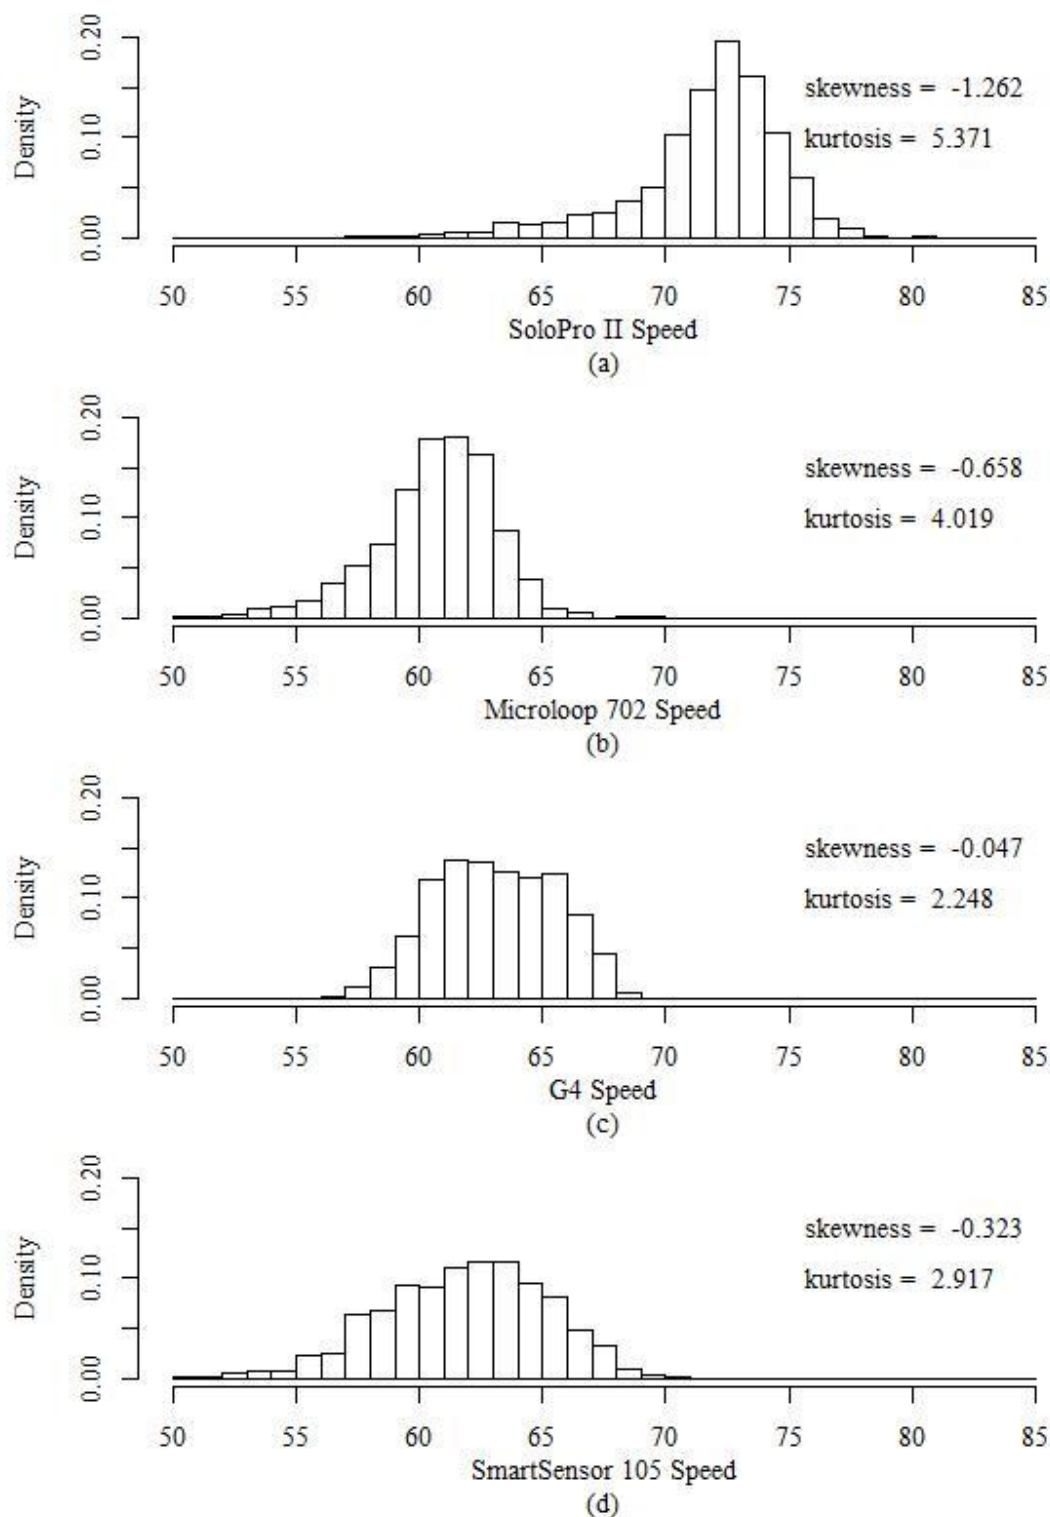 0.20
skewness = -1.262
0.10
kurtosis = 5.371
Density
0.00
50 55 60 65 70 75 80 85
SoloPro II Speed
(a)
0.20
skewness = -0.658
0.10
kurtosis = 4.019
Density
0.00
50 55 60 65 70 75 80 85
Microloop 702 Speed
(b)
0.20
skewness = -0.047
0.10
kurtosis = 2.248
Density
0.00
50 55 60 65 70 75 80 85
G4 Speed
(c)
0.20
skewness = -0.323
0.10
kurtosis = 2.917
Density
0.00
50 55 60 65 70 75 80 85
SmartSensor 105 Speed
(d)